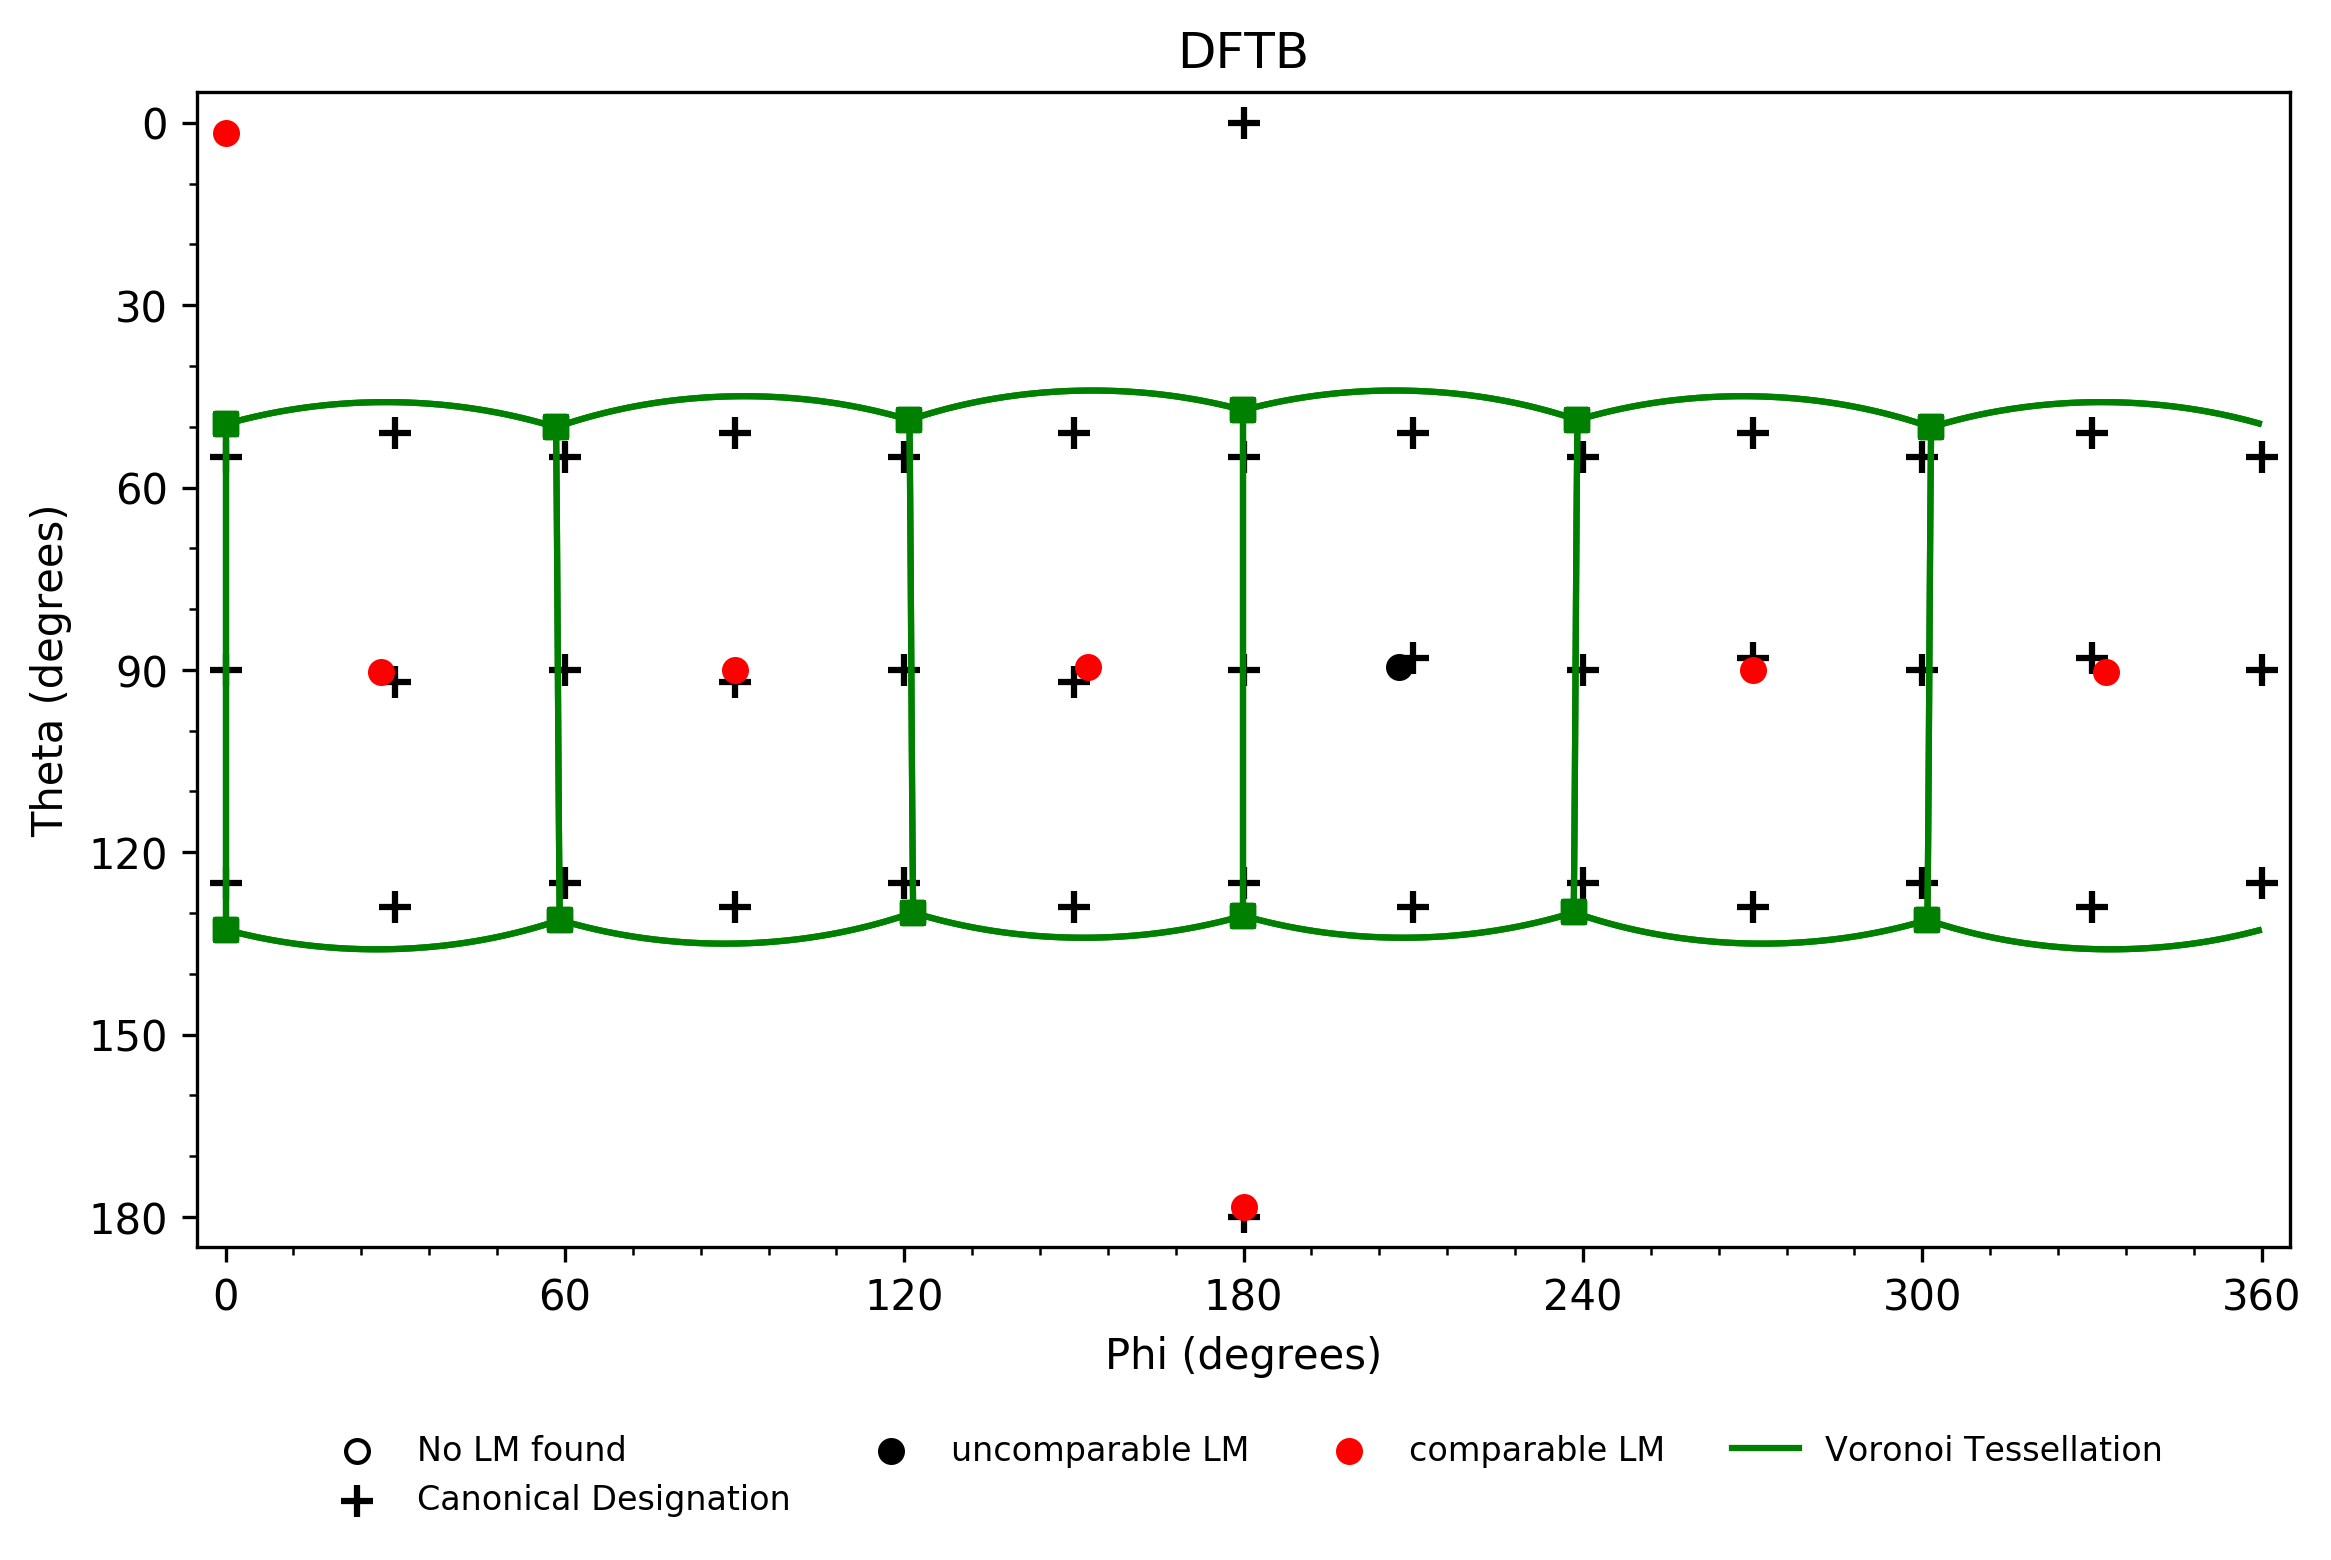 DFTB
0
30
60
90
120
150
180
Theta (degrees)
0 60 120 180 240 300 360
Phi (degrees)
No LM found uncomparable LM comparable LM Voronoi Tessellation
Canonical Designation